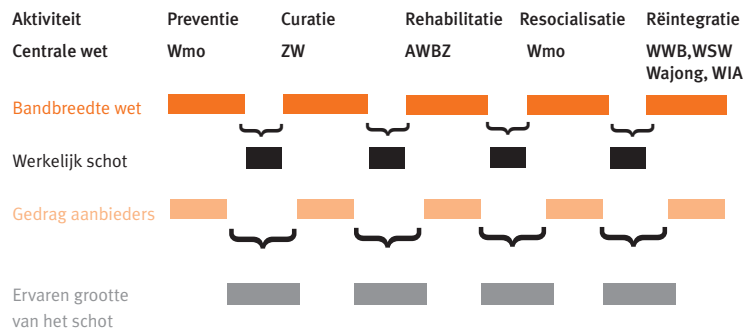 Aktiviteit Preventie Curatie Rehabilitatie Resocialisatie Rëintegratie
Centrale wet Wmo ZW AWBZ Wmo WWB,WSW
Wajong, WIA
Bandbreedte wet
Werkelijk schot
Gedrag aanbieders
Ervaren grootte
van het schot